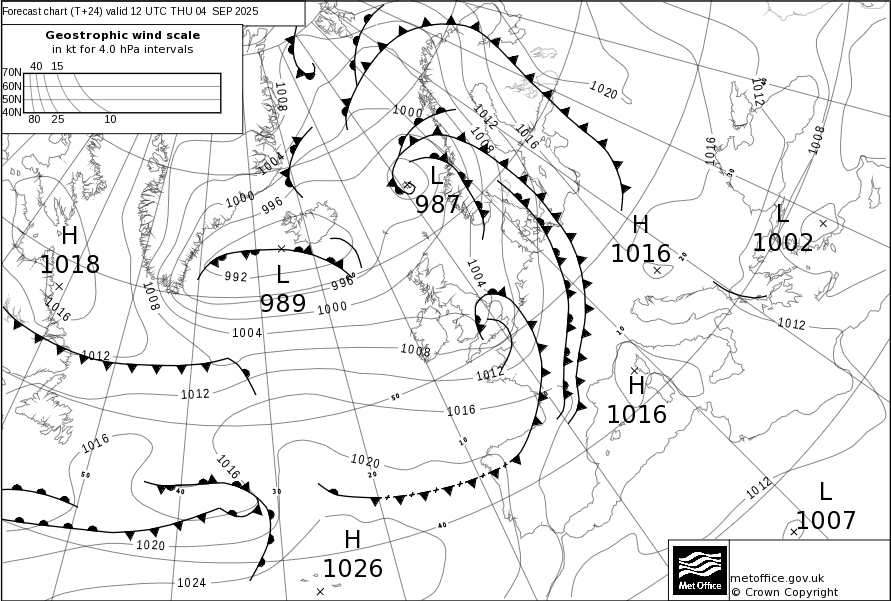 Forecast chart (T+24) valid 12 UTC THU 04 SEP 2025
Geostrophic wind scale
in kt for 4.0 hPa intervals
40 15
70N
60N
50N
40N
80 25 10
1008
1000
1012
1008
1016
1020
1012
1016
1008
1004
1000
996
L
987
H
1018
H
1016
L
1002
L
989
992
996
1000
1004
1004
1008
1016
1012
1008
1012
1012
1016
1012
H
1016
1016
1016
1020
1012
L
1007
1020
1024
H
1026
50
40
30
20
10
50
40
10
20
30
40
Met Office
metoffice.gov.uk
© Crown Copyright